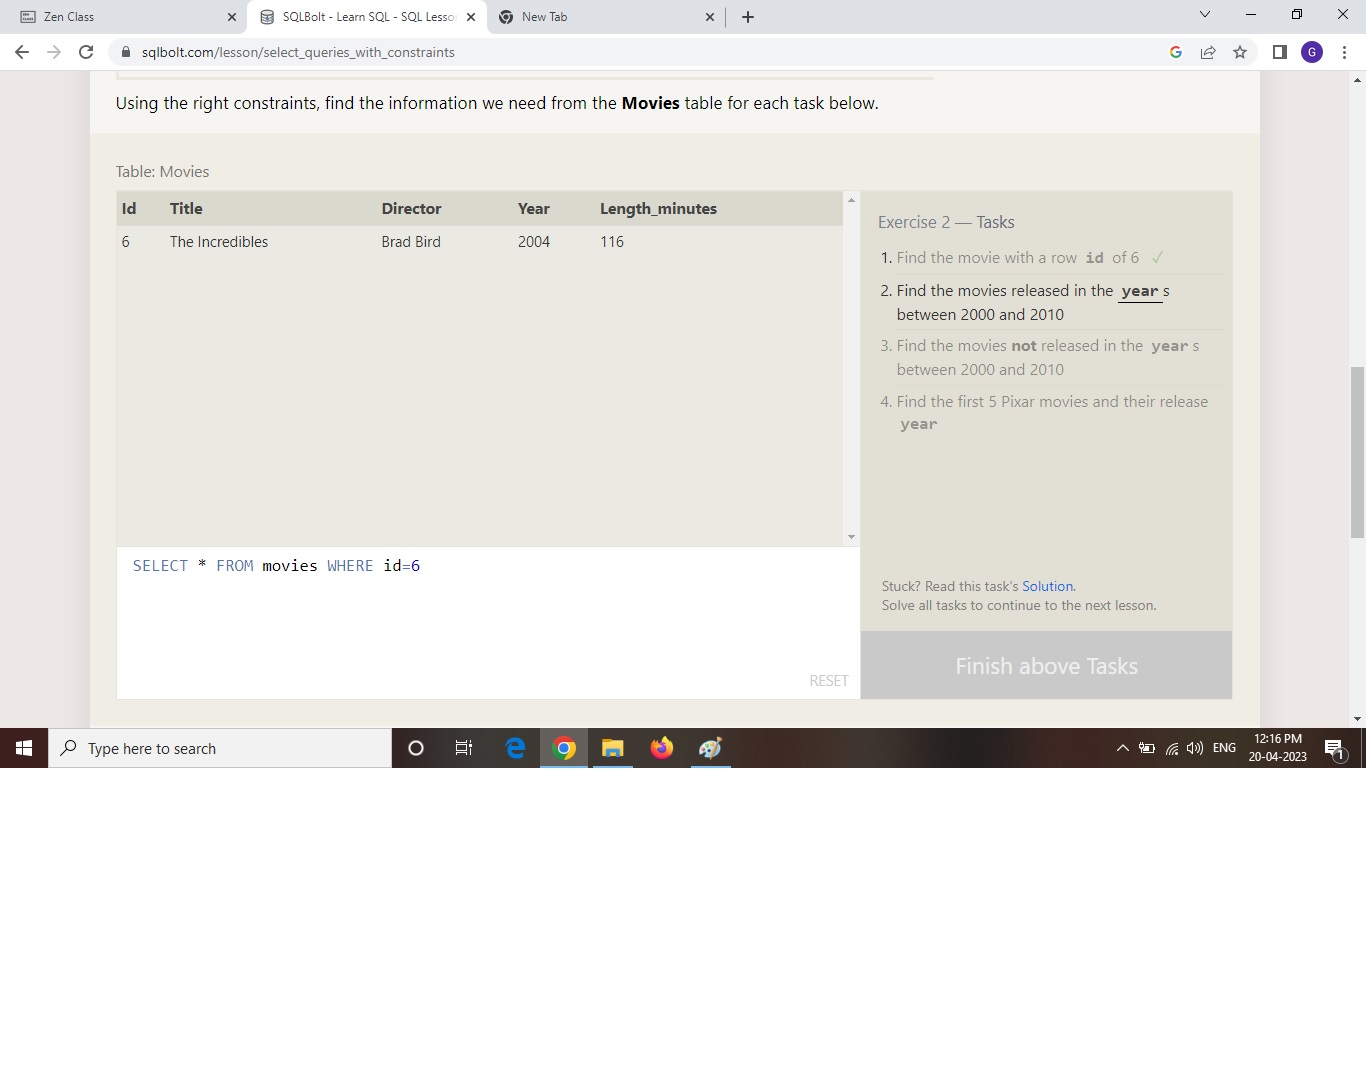 Zen Class
SQLBolt - Learn SQL - SQL Lesson
New Tab
sqlbolt.com/lesson/select_queries_with_constraints
G
Using the right constraints, find the information we need from the Movies table for each task below.
Table: Movies
Id Title Director Year Length_minutes
6 The Incredibles Brad Bird 2004 116
SELECT * FROM movies WHERE id=6
RESET
Exercise 2 — Tasks
1. Find the movie with a row id of 6 ✓
2. Find the movies released in the year s
between 2000 and 2010
3. Find the movies not released in the year s
between 2000 and 2010
4. Find the first 5 Pixar movies and their release
year
Stuck? Read this task's Solution.
Solve all tasks to continue to the next lesson.
Finish above Tasks
Type here to search
ENG
12:16 PM
20-04-2023
1